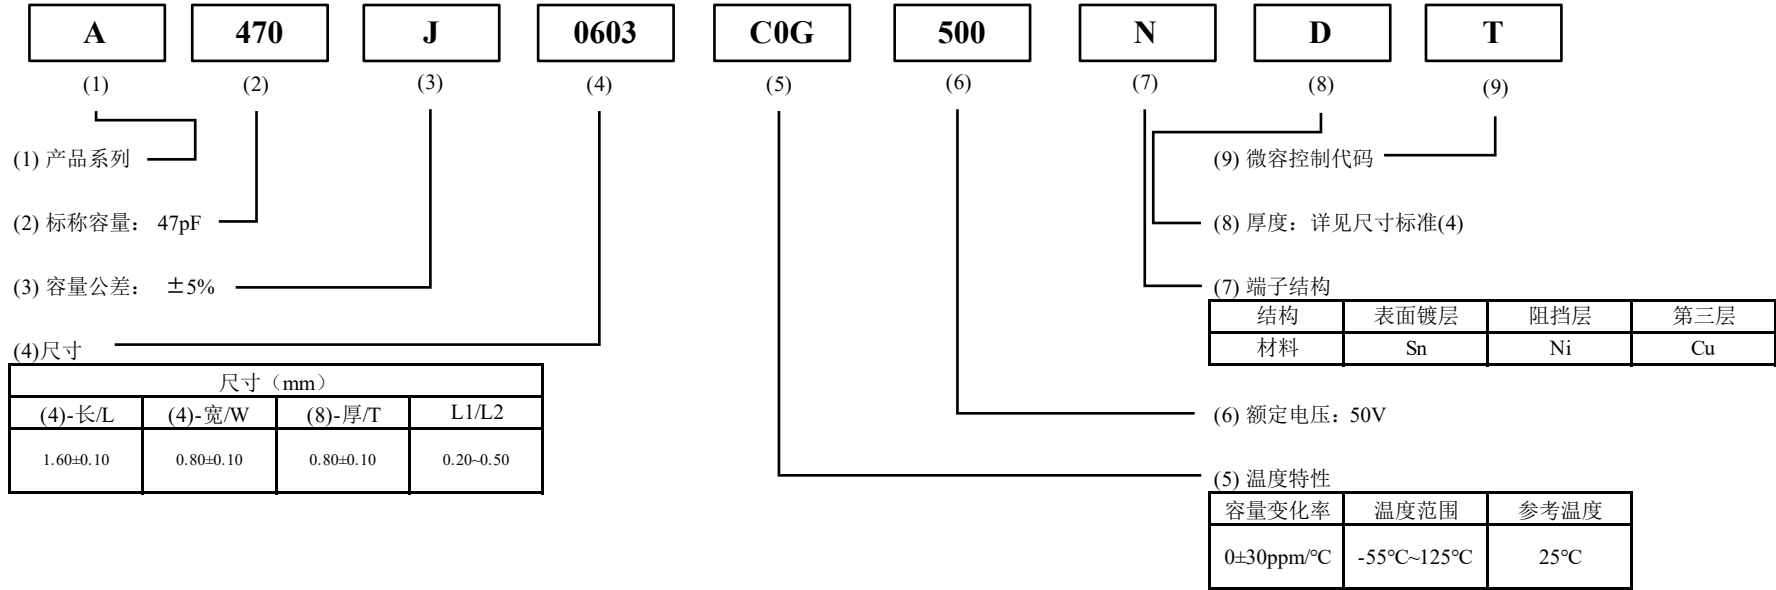 A 470 J 0603 C0G 500 N D T
(1) (2) (3) (4) (5) (6) (7) (8) (9)
(1) 产品系列
(9) 微容控制代码
(2) 标称容量: 47pF
(8) 厚度：详见尺寸标准(4)
(3) 容量公差： ±5%
(7) 端子结构
结构 表面镀层 阻挡层 第三层
材料 Sn Ni Cu
(4)尺寸
尺寸（mm）
(4)-长/L (4)-宽/W (8)-厚/T L1/L2
1.60±0.10 0.80±0.10 0.80±0.10 0.20~0.50
(6) 额定电压：50V
(5) 温度特性
容量变化率 温度范围 参考温度
0±30ppm/℃ -55℃~125℃ 25℃